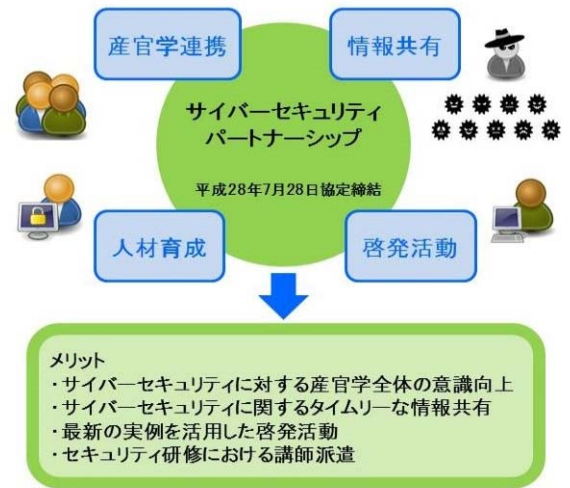 産官学連携
情報共有
サイバーセキュリティ
パートナーシップ
平成28年7月28日協定締結
人材育成
啓発活動
メリット
・サイバーセキュリティに対する産官学全体の意識向上
・サイバーセキュリティに関するタイムリーな情報共有
・最新の実例を活用した啓発活動
・セキュリティ研修における講師派遣